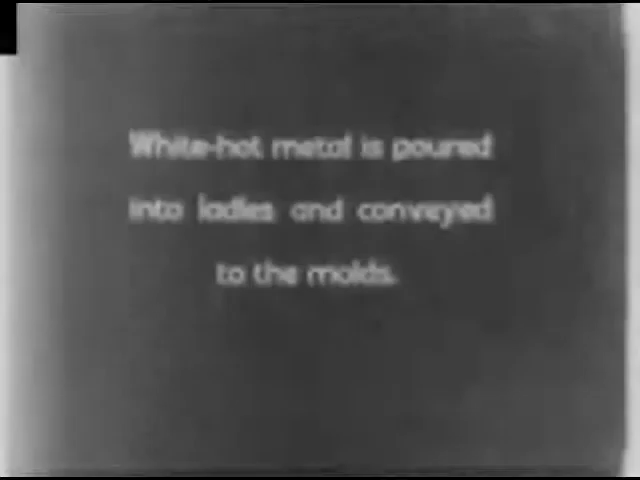 White-hot metal is poured
into ladles and conveyed
to the molds.